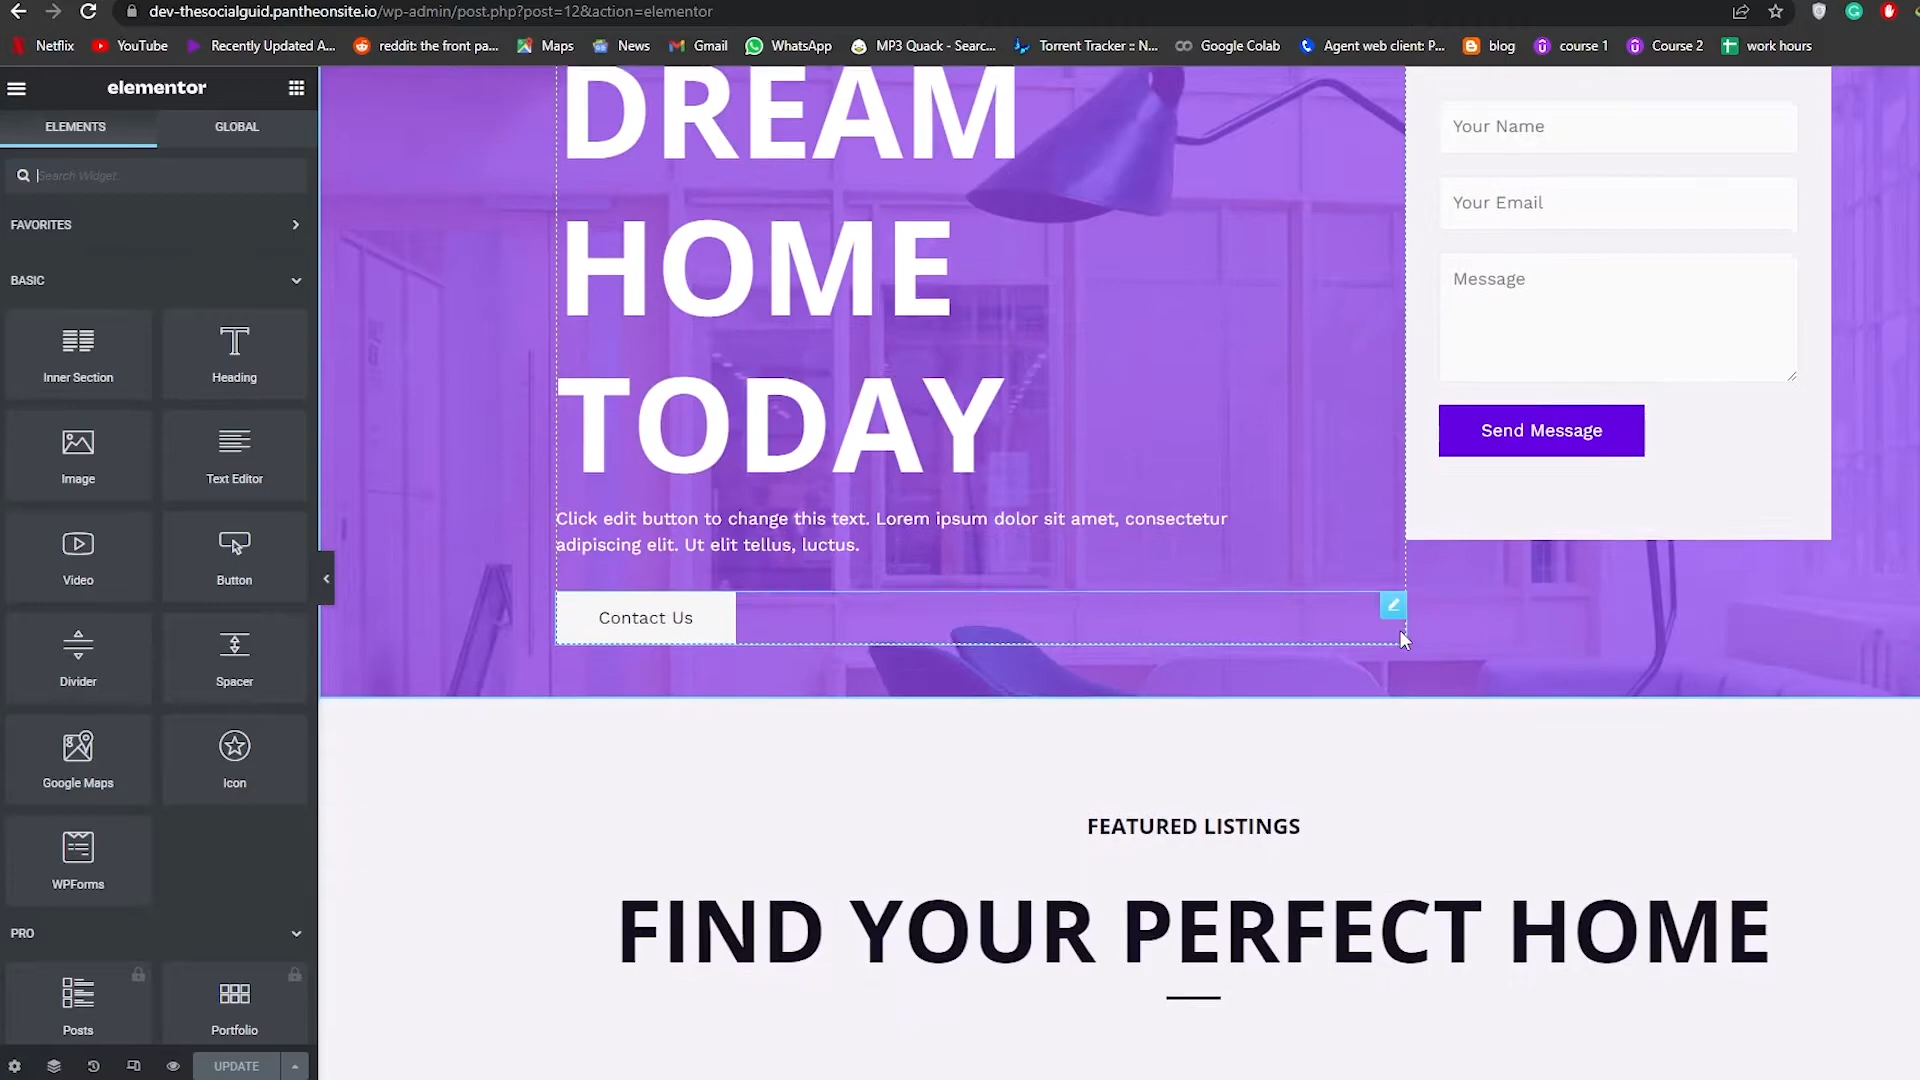 dev-thesocialguid.pantheonsite.io/wp-admin/post.php?post=12&action=elementor
Netflix YouTube Recently Updated A... reddit: the front pa... Maps News Gmail WhatsApp MP3 Quack - Searc... Torrent Tracker :: N... Google Colab Agent web client: P... blog course 1 Course 2 work hours
elementor
ELEMENTS GLOBAL
Search Widget...
FAVORITES
BASIC
Inner Section Heading
Image Text Editor
Video Button
Divider Spacer
Google Maps Icon
WPForms
PRO
Posts Portfolio
UPDATE
DREAM
HOME
TODAY
Click edit button to change this text. Lorem ipsum dolor sit amet, consectetur
adipiscing elit. Ut elit tellus, luctus.
Contact Us
Your Name
Your Email
Message
Send Message
FEATURED LISTINGS
FIND YOUR PERFECT HOME